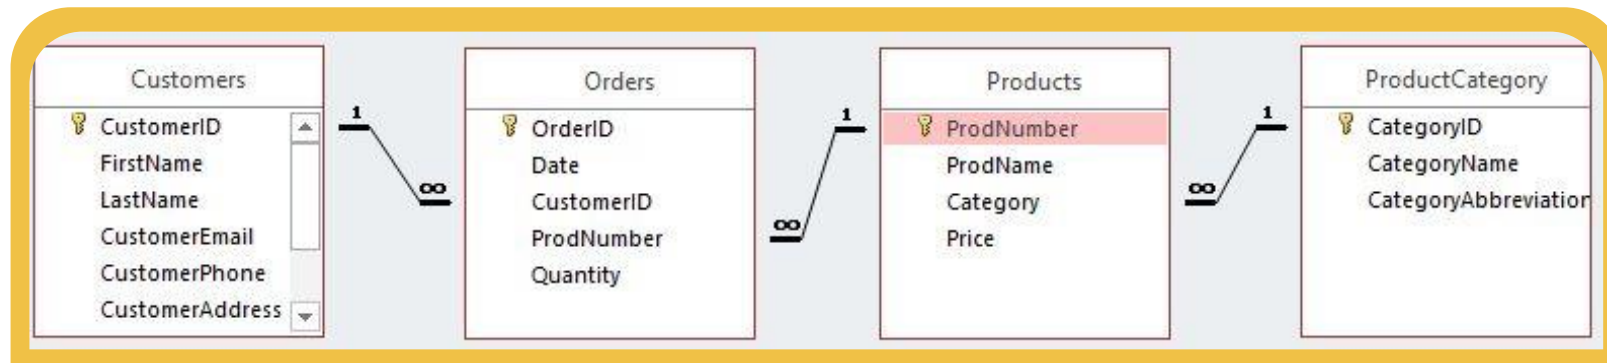 Customers
CustomerID
FirstName
LastName
CustomerEmail
CustomerPhone
CustomerAddress
1
∞
Orders
OrderID
Date
CustomerID
ProdNumber
Quantity
1
∞
Products
ProdNumber
ProdName
Category
Price
1
∞
ProductCategory
CategoryID
CategoryName
CategoryAbbreviation